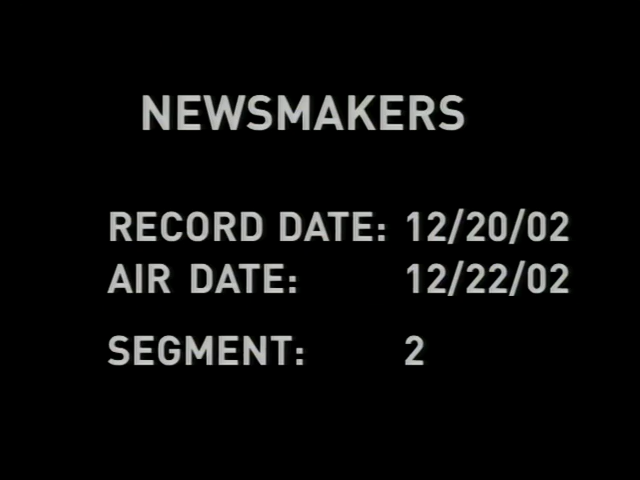 NEWSMAKERS
RECORD DATE: 12/20/02
AIR DATE: 12/22/02
SEGMENT: 2